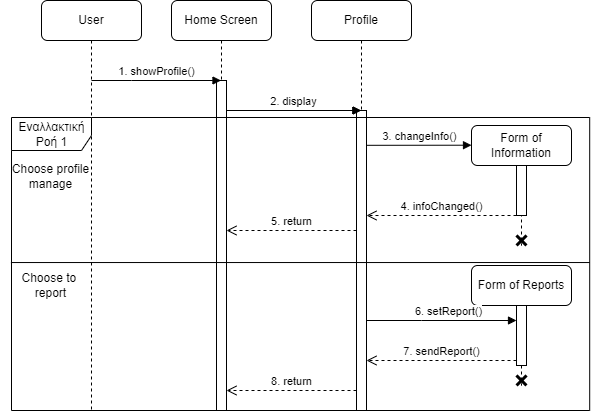 User
Home Screen
Profile
1. showProfile()
2. display
Εναλλακτική
Ροή 1
3. changeInfo()
Form of
Information
Choose profile
manage
4. infoChanged()
5. return
Choose to
report
Form of Reports
6. setReport()
7. sendReport()
8. return